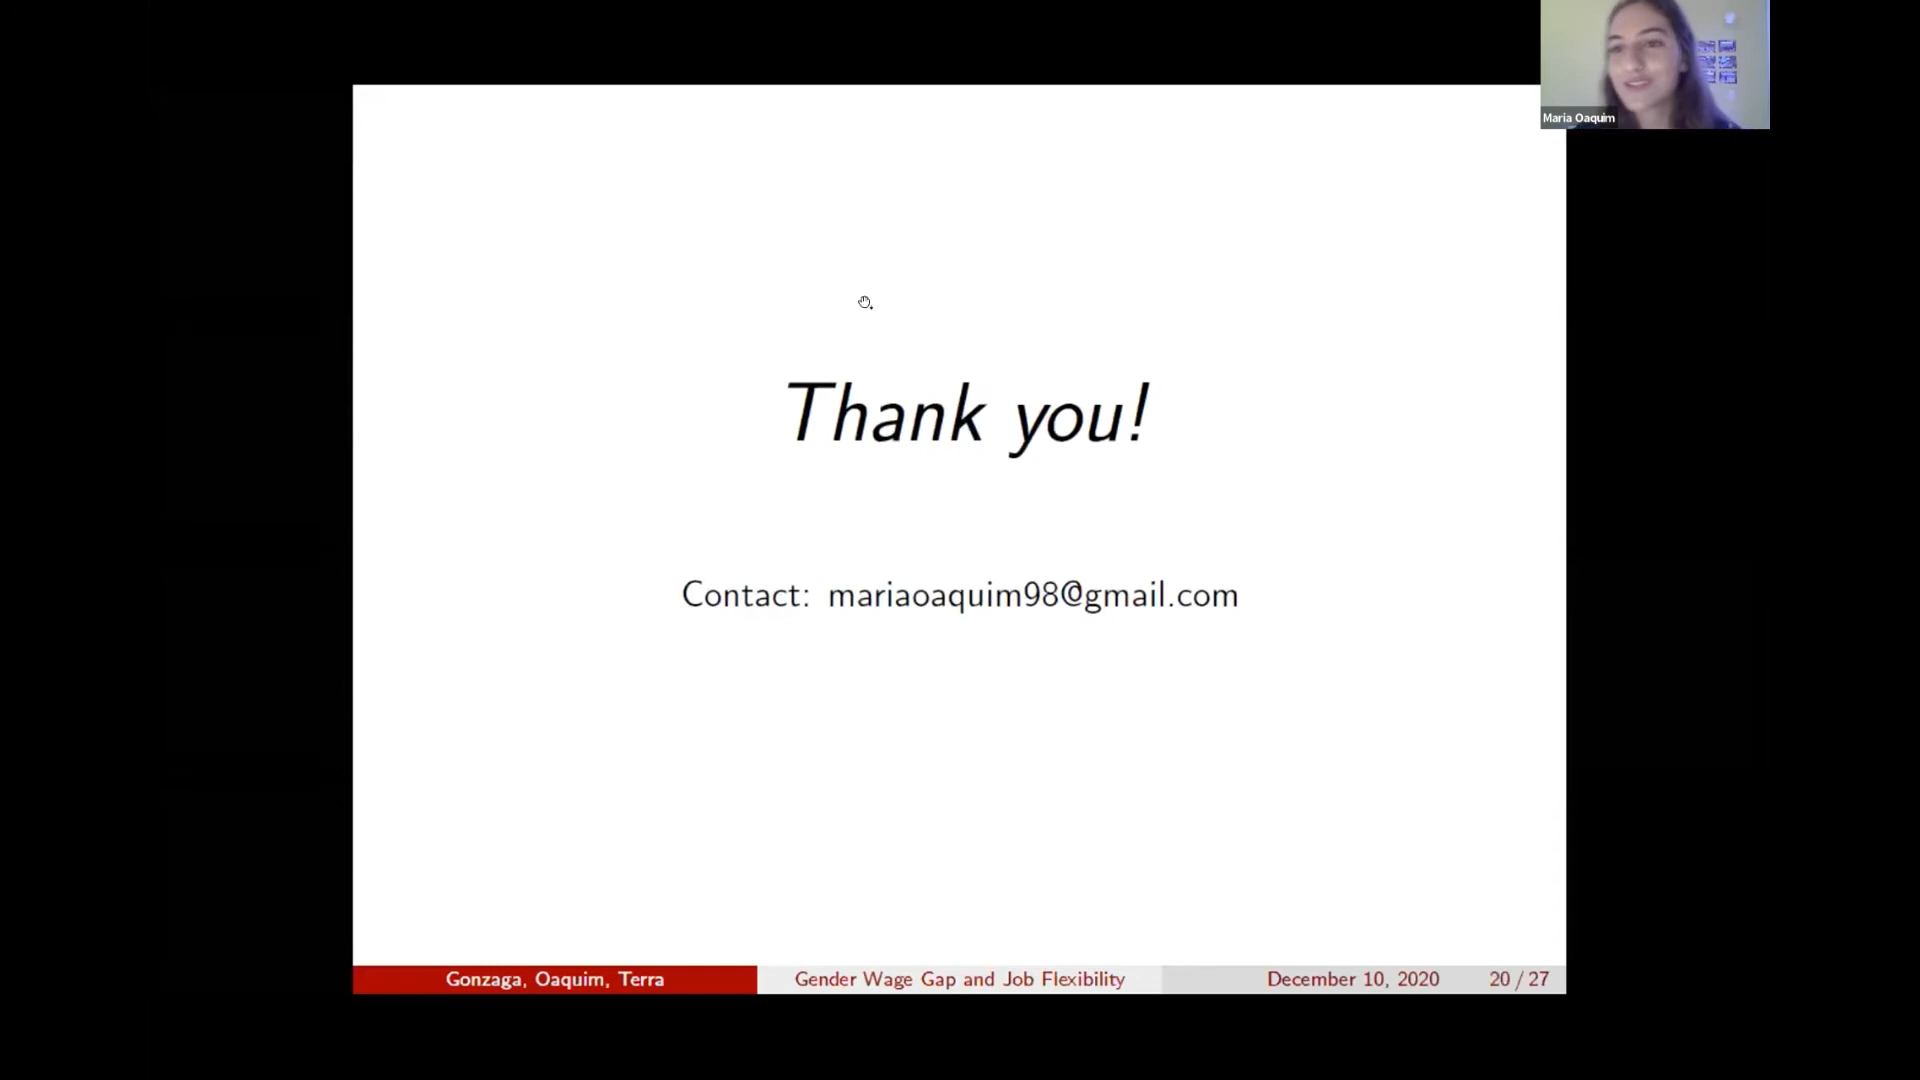 Maria Oaquim
Thank you!
Contact: mariaoaquim98@gmail.com
Gonzaga, Oaquim, Terra
Gender Wage Gap and Job Flexibility
December 10, 2020
20 / 27